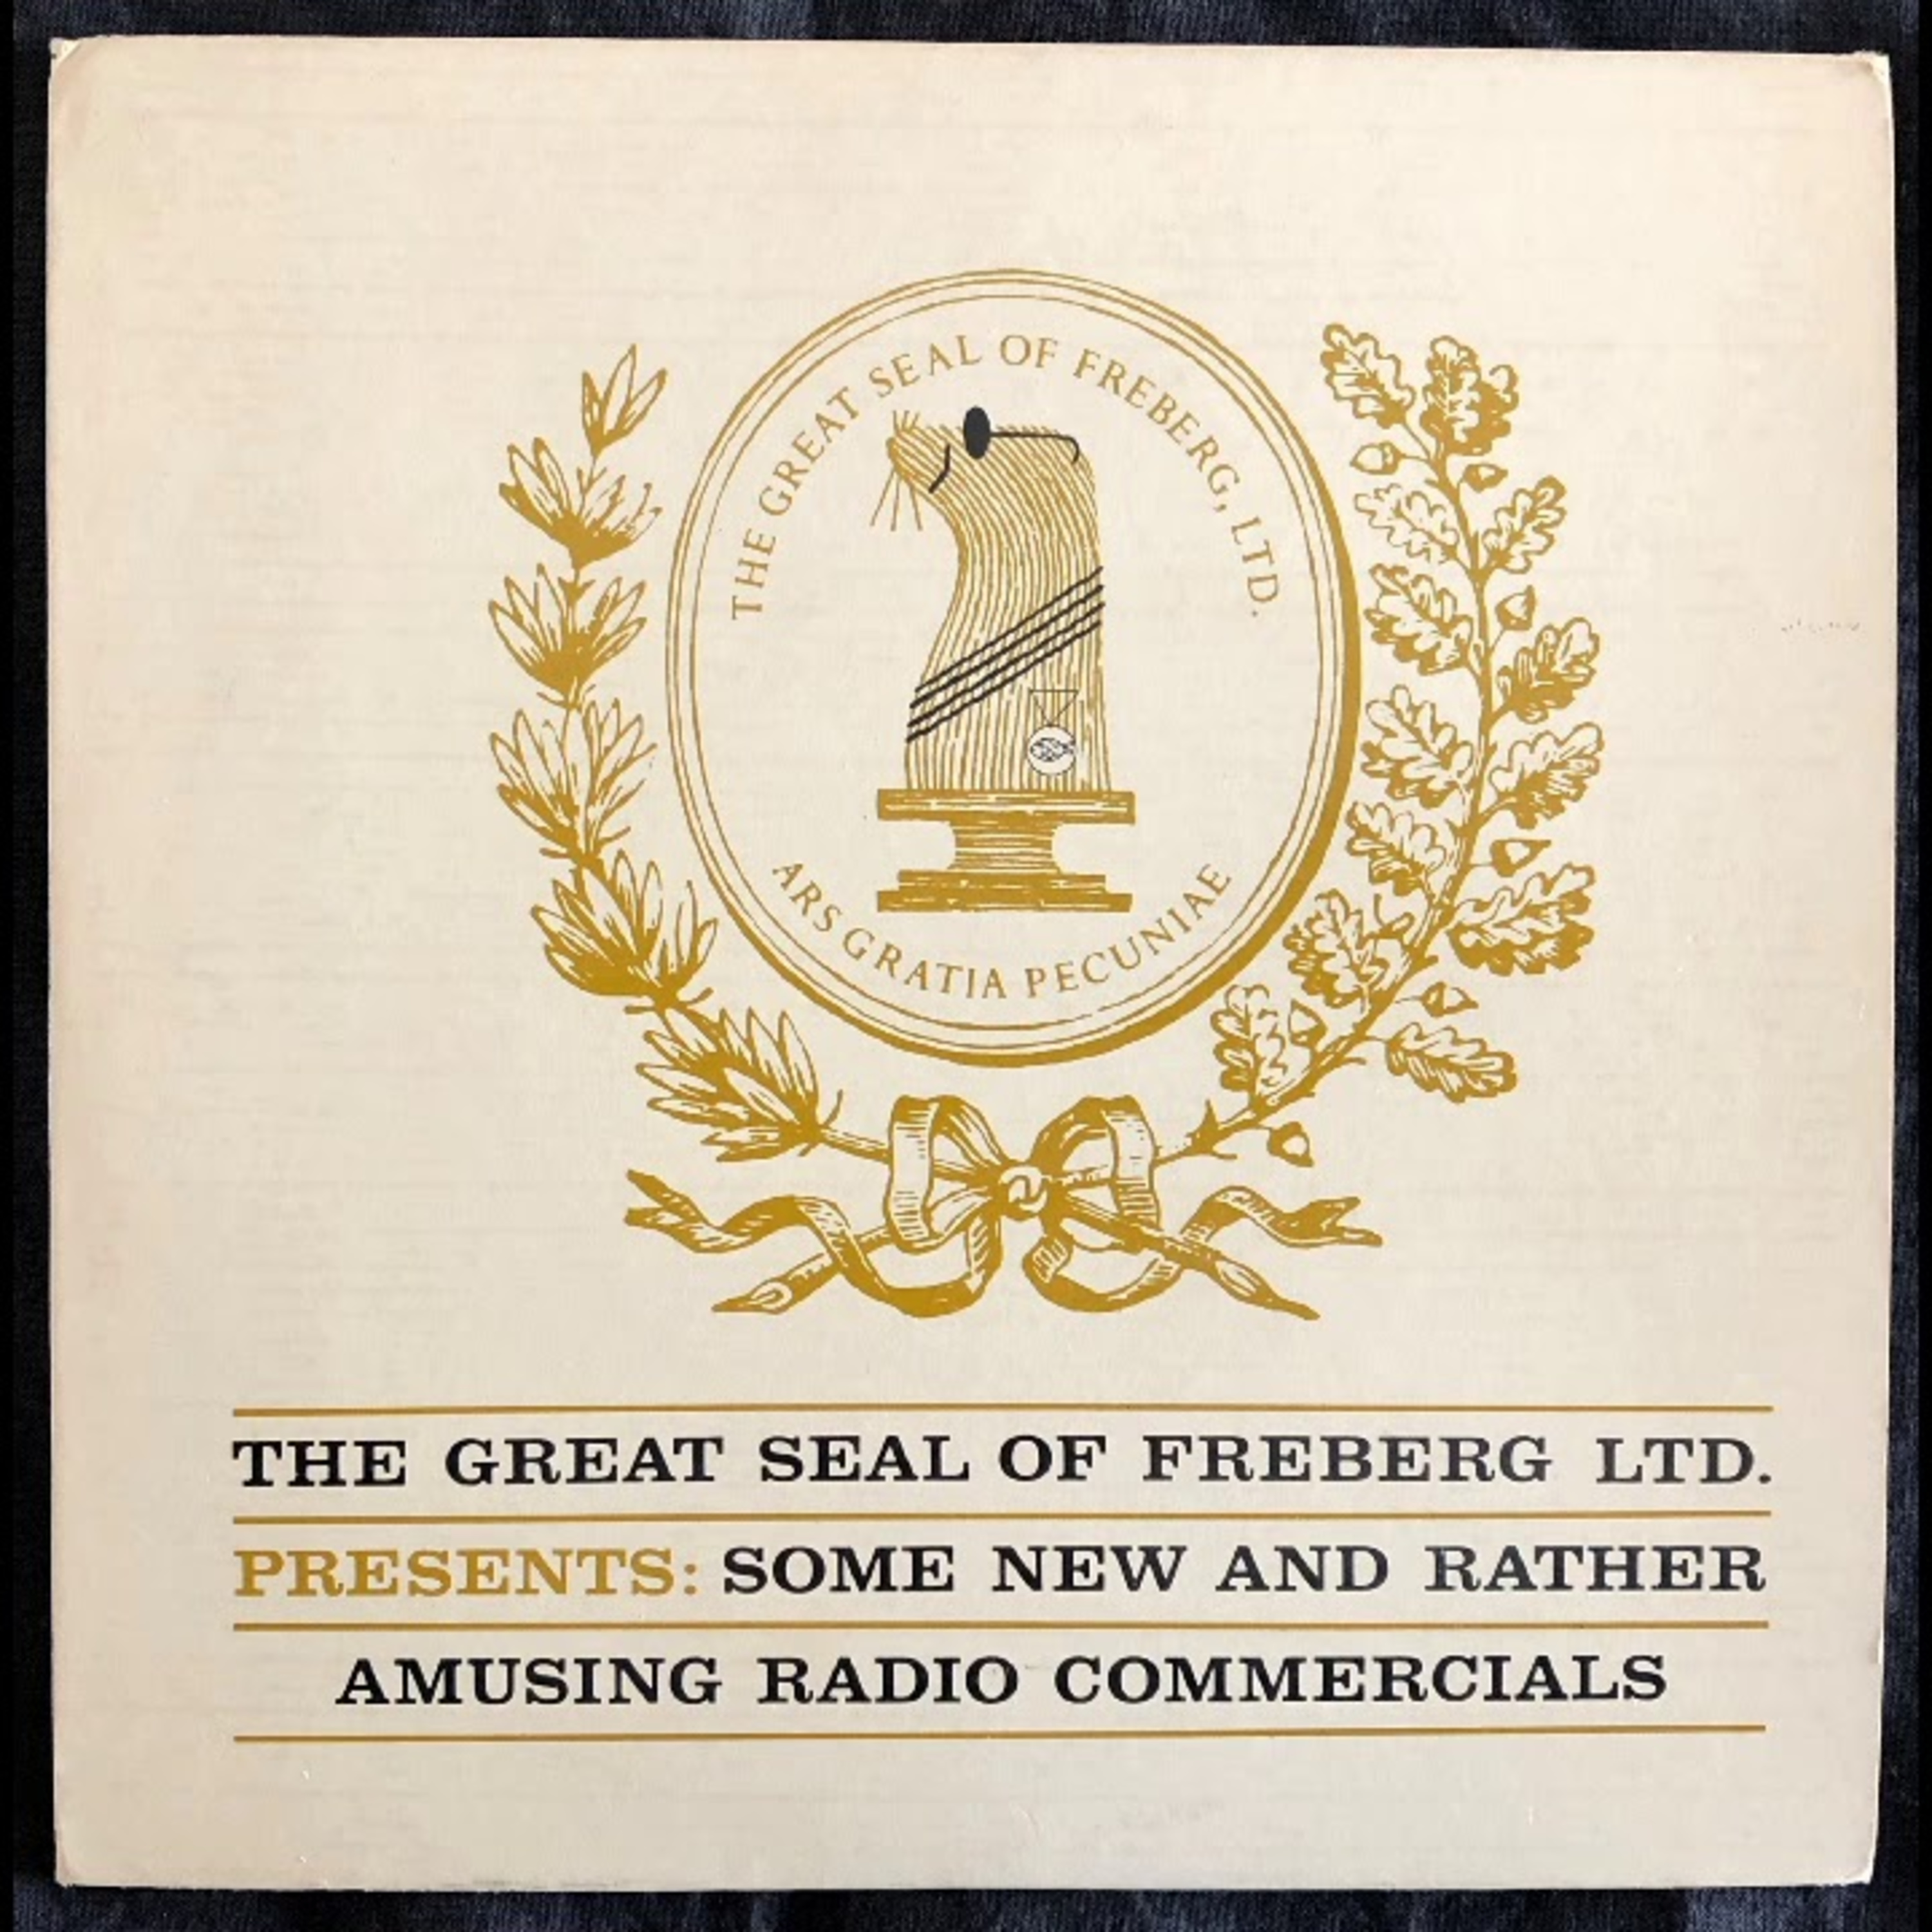 THE GREAT SEAL OF FREBERG, LTD.
ARS GRATIA PECUNIAE
THE GREAT SEAL OF FREBERG LTD.
PRESENTS: SOME NEW AND RATHER
AMUSING RADIO COMMERCIALS